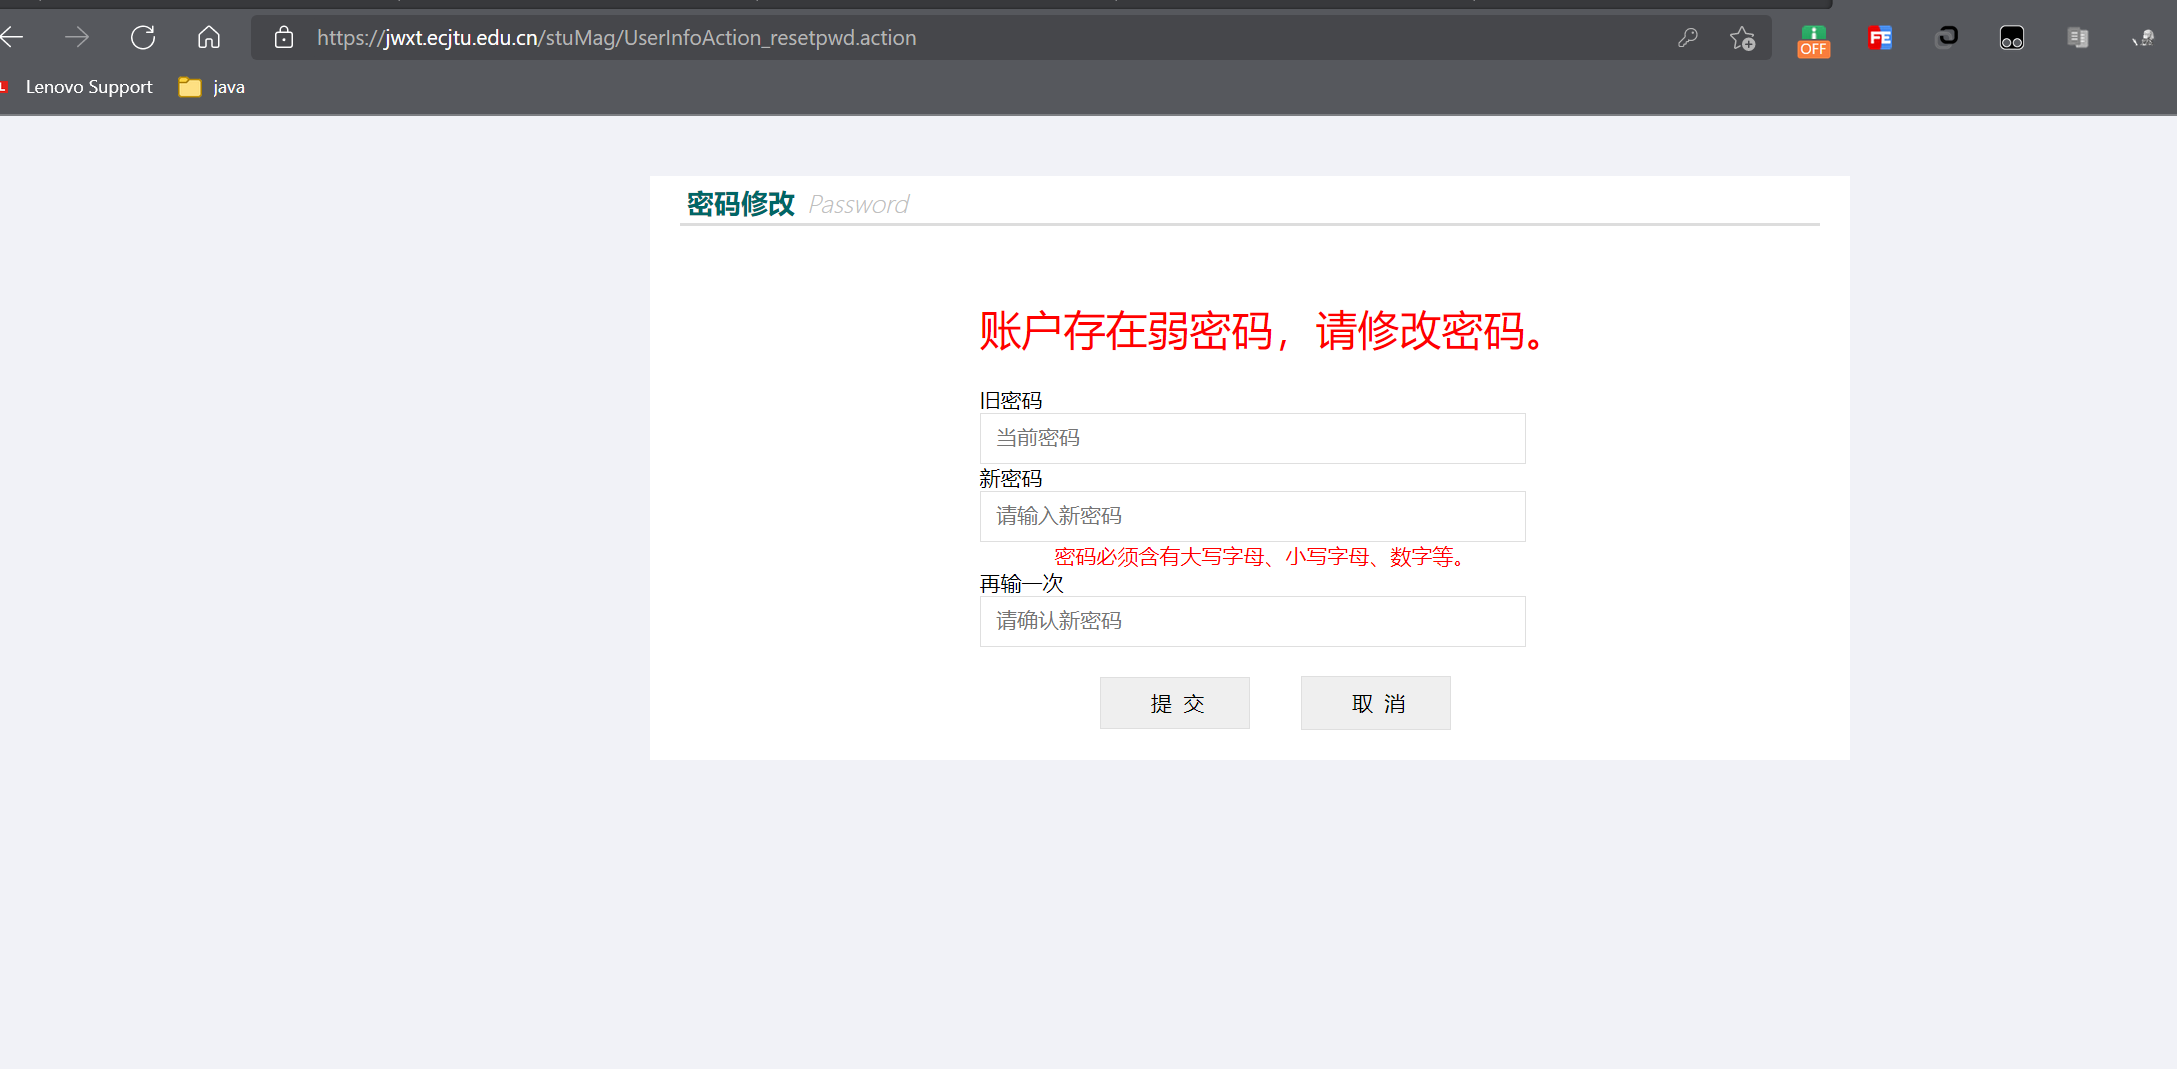 https://jwxt.ecjtu.edu.cn/stuMag/UserInfoAction_resetpwd.action
OFF
FE
Lenovo Support
java
密码修改 Password
账户存在弱密码，请修改密码。
旧密码
当前密码
新密码
请输入新密码
密码必须含有大写字母、小写字母、数字等。
再输一次
请确认新密码
提 交
取 消